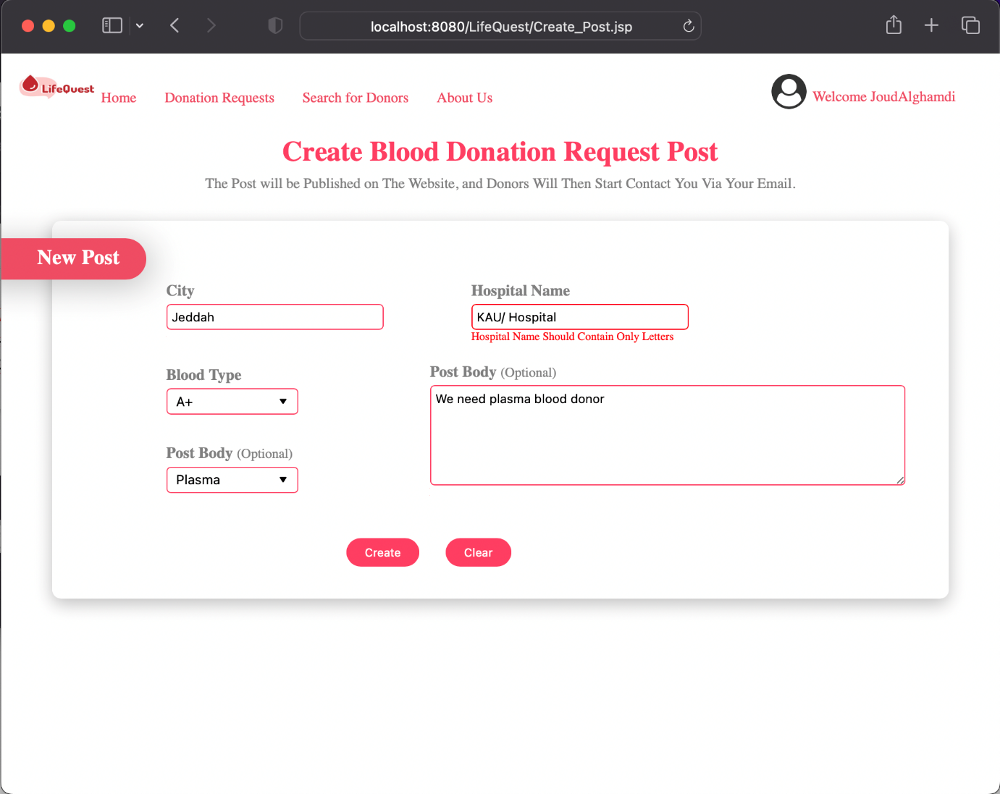 localhost:8080/LifeQuest/Create_Post.jsp
LifeQuest
Home
Donation Requests
Search for Donors
About Us
Welcome JoudAlghamdi
Create Blood Donation Request Post
The Post will be Published on The Website, and Donors Will Then Start Contact You Via Your Email.
New Post
City
Jeddah
Hospital Name
KAU/ Hospital
Hospital Name Should Contain Only Letters
Blood Type
A+
Post Body (Optional)
We need plasma blood donor
Post Body (Optional)
Plasma
Create
Clear